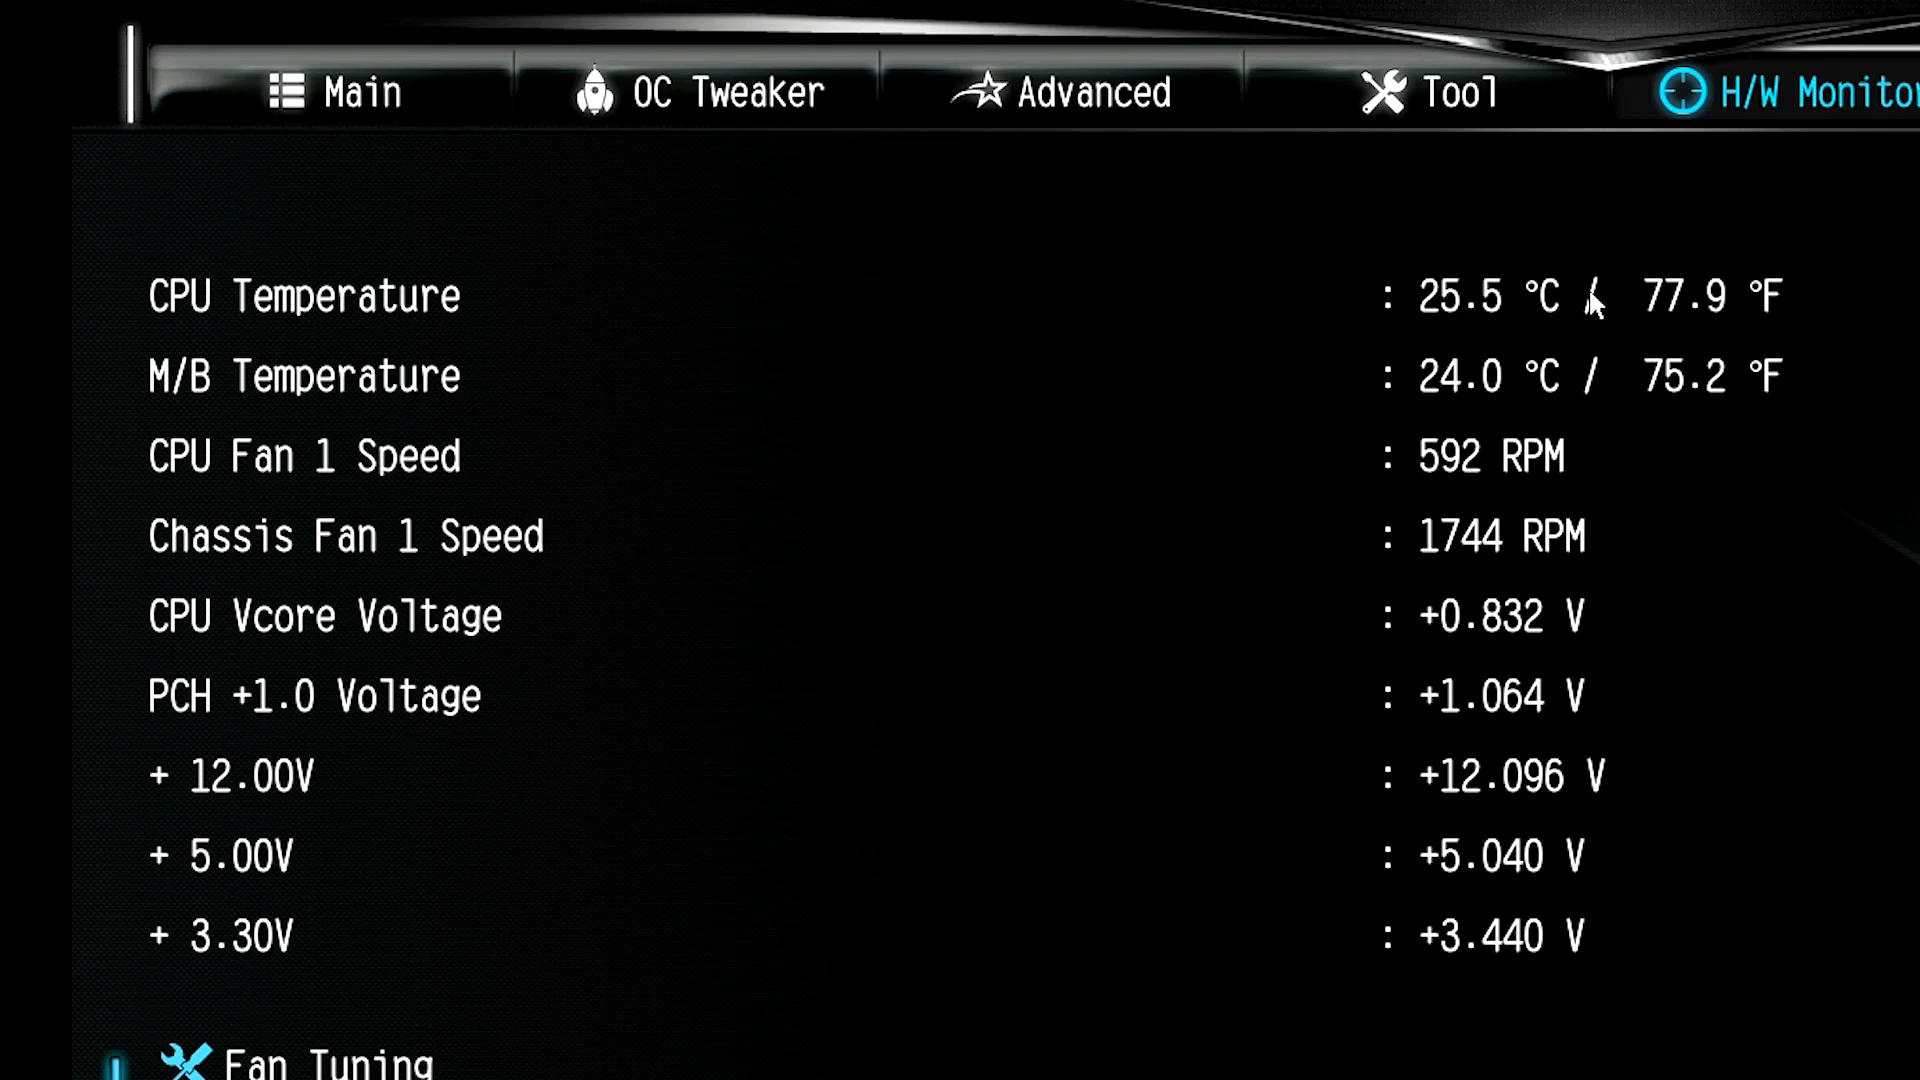 Main OC Tweaker Advanced Tool H/W Monitor
CPU Temperature : 25.5 °C / 77.9 °F
M/B Temperature : 24.0 °C / 75.2 °F
CPU Fan 1 Speed : 592 RPM
Chassis Fan 1 Speed : 1744 RPM
CPU Vcore Voltage : +0.832 V
PCH +1.0 Voltage : +1.064 V
+ 12.00V : +12.096 V
+ 5.00V : +5.040 V
+ 3.30V : +3.440 V
Fan Tuning